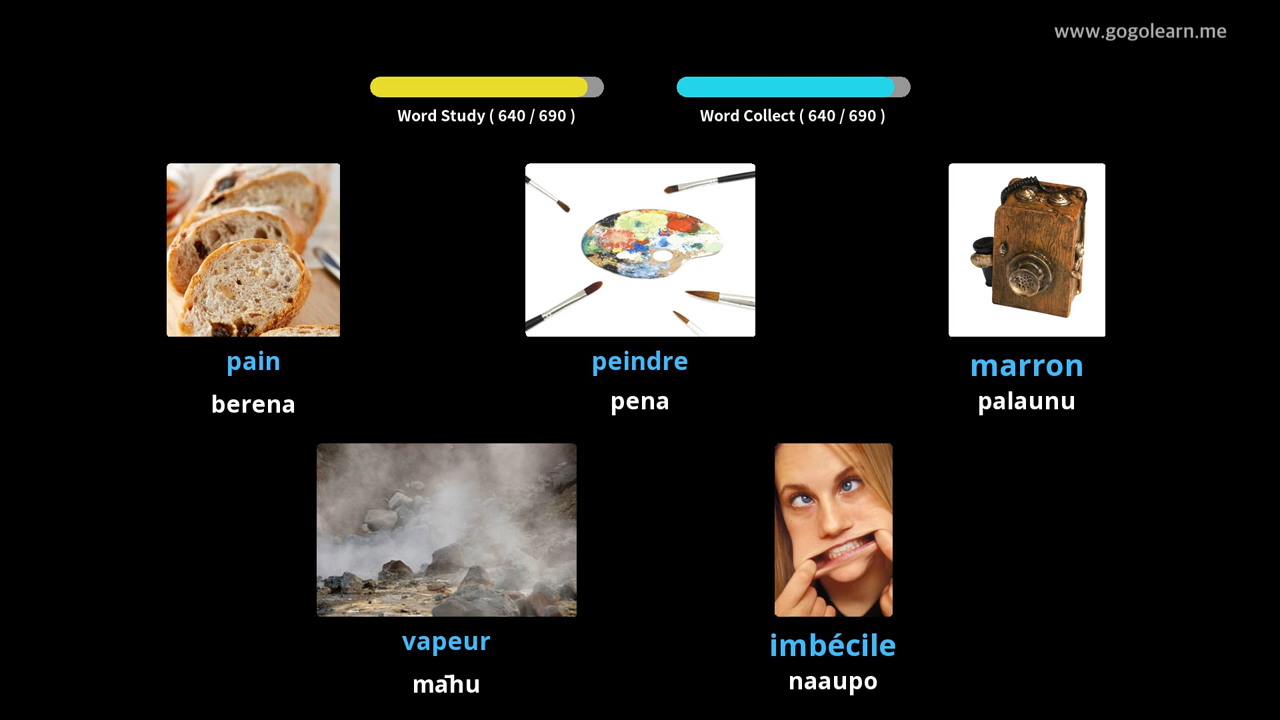 www.gogolearn.me
Word Study ( 640 / 690 )
Word Collect ( 640 / 690 )
pain
berena
peindre
pena
marron
palaunu
vapeur
māhu
imbécile
naaupo